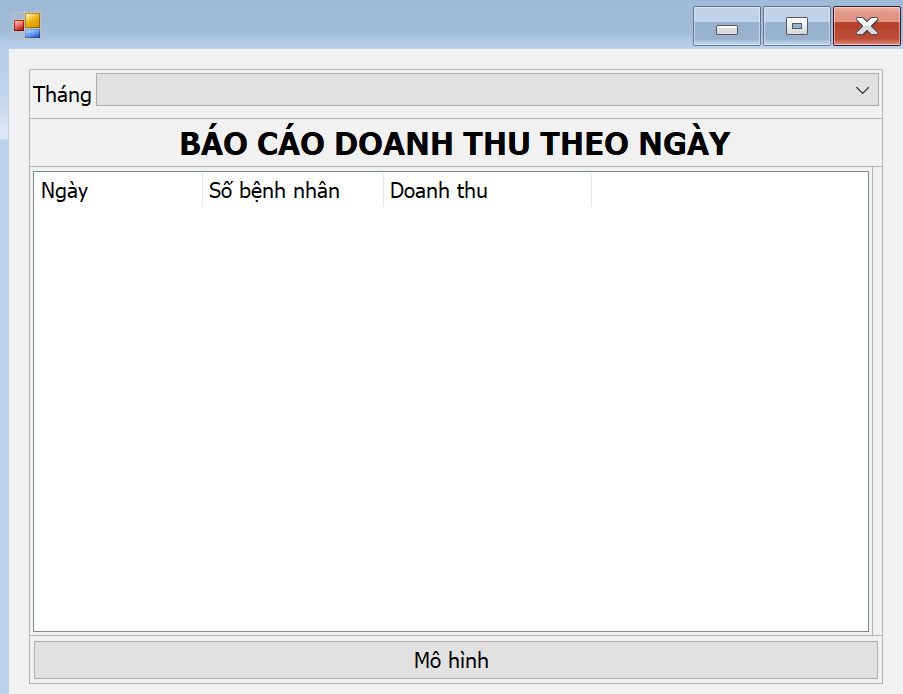 Tháng
BÁO CÁO DOANH THU THEO NGÀY
Ngày Số bệnh nhân Doanh thu
Mô hình